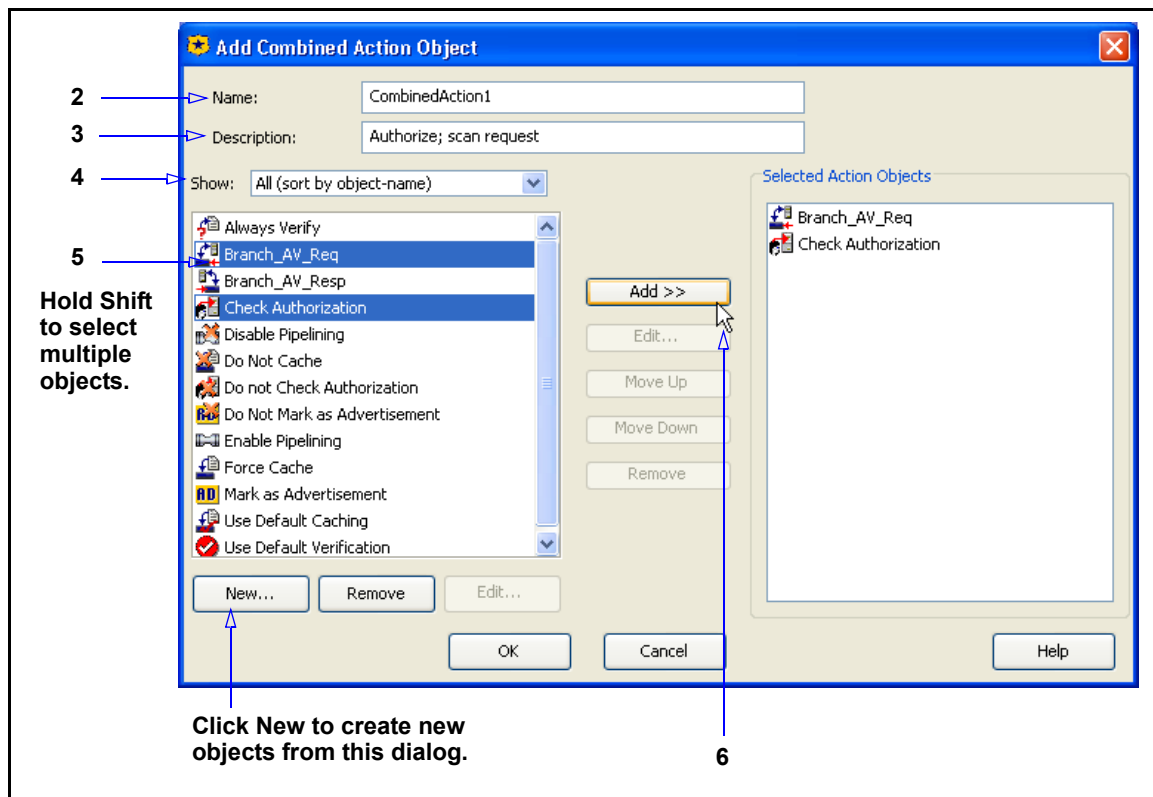 Add Combined Action Object
2
Name:
CombinedAction1
3
Description:
Authorize; scan request
4
Show:
All (sort by object-name)
Selected Action Objects
Always Verify
Branch_AV_Req
Branch_AV_Resp
Check Authorization
Disable Pipelining
Do Not Cache
Do not Check Authorization
Do Not Mark as Advertisement
Enable Pipelining
Force Cache
AD
Mark as Advertisement
Use Default Caching
Use Default Verification
5
Hold Shift
to select
multiple
objects.
Add >>
Edit...
Move Up
Move Down
Remove
Branch_AV_Req
Check Authorization
New...
Remove
Edit...
OK
Cancel
Help
Click New to create new
objects from this dialog.
6